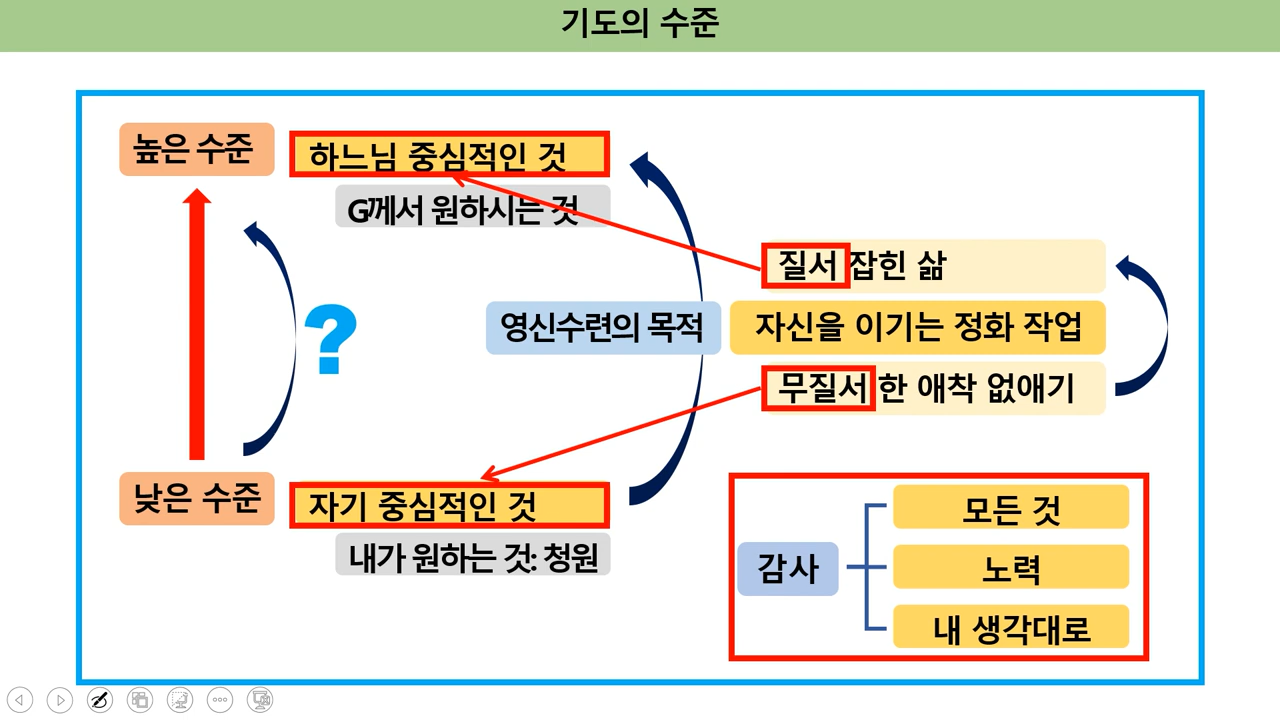 기도의 수준
높은 수준
하느님 중심적인 것
G께서 원하시는 것
질서 잡힌 삶
?
영신수련의 목적
자신을 이기는 정화 작업
무질서 한 애착 없애기
낮은 수준
자기 중심적인 것
내가 원하는 것: 청원
감사
모든 것
노력
내 생각대로